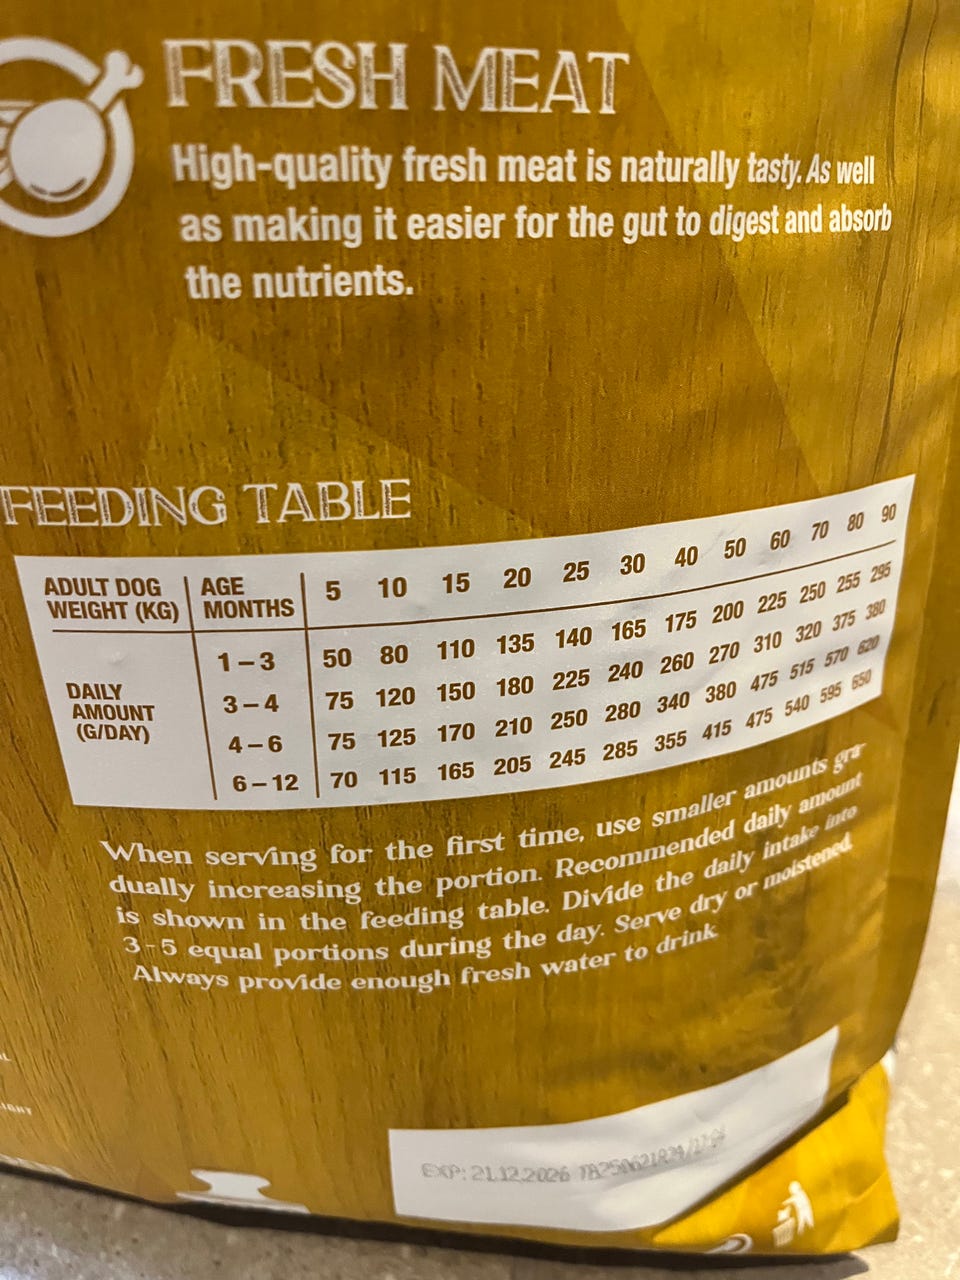 FRESH MEAT
High-quality fresh meat is naturally tasty. As well
as making it easier for the gut to digest and absorb
the nutrients.
FEEDING TABLE
ADULT DOG WEIGHT (KG) AGE MONTHS 5 10 15 20 25 30 40 50 60 70 80 90
DAILY AMOUNT (G/DAY)
1-3 50 80 110 135 140 165 175 200 225 250 255 295
3-4 75 120 150 180 225 240 260 270 310 320 375 380
4-6 75 125 170 210 250 280 340 380 475 515 570 620
6-12 70 115 165 205 245 285 355 415 475 540 595 650
When serving for the first time, use smaller amounts gra-
dually increasing the portion. Recommended daily amount
is shown in the feeding table. Divide the daily intake into
3-5 equal portions during the day. Serve dry or moistened.
Always provide enough fresh water to drink
EXP: 21.12.2026